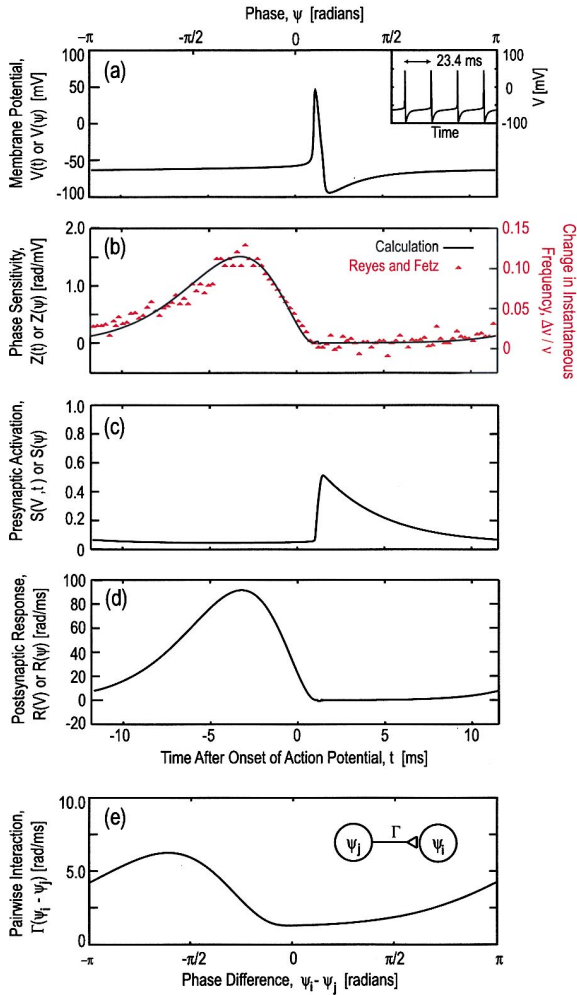 Phase, ψ [radians]
−π -π/2 0 π/2 π
(a)
Membrane Potential,
V(t) or V(ψ) [mV]
100
50
0
-50
-100
23.4 ms
Time
100
0
-100
V [mV]
(b)
Phase Sensitivity,
Z(t) or Z(ψ) [rad/mV]
2.0
1.5
1.0
0.5
0
Calculation
Reyes and Fetz
0.15
0.10
0.05
0
Change in Instantaneous
Frequency, Δν / ν
(c)
Presynaptic Activation,
S(V ,t) or S(ψ)
1.0
0.8
0.6
0.4
0.2
0
(d)
Postsynaptic Response,
R(V) or R(ψ) [rad/ms]
100
80
60
40
20
0
-20
-10 -5 0 5 10
Time After Onset of Action Potential, t [ms]
(e)
Pairwise Interaction,
Γ(ψi - ψj) [rad/ms]
10.0
5.0
0
Γ
ψj ψi
−π -π/2 0 π/2 π
Phase Difference, ψi- ψj [radians]